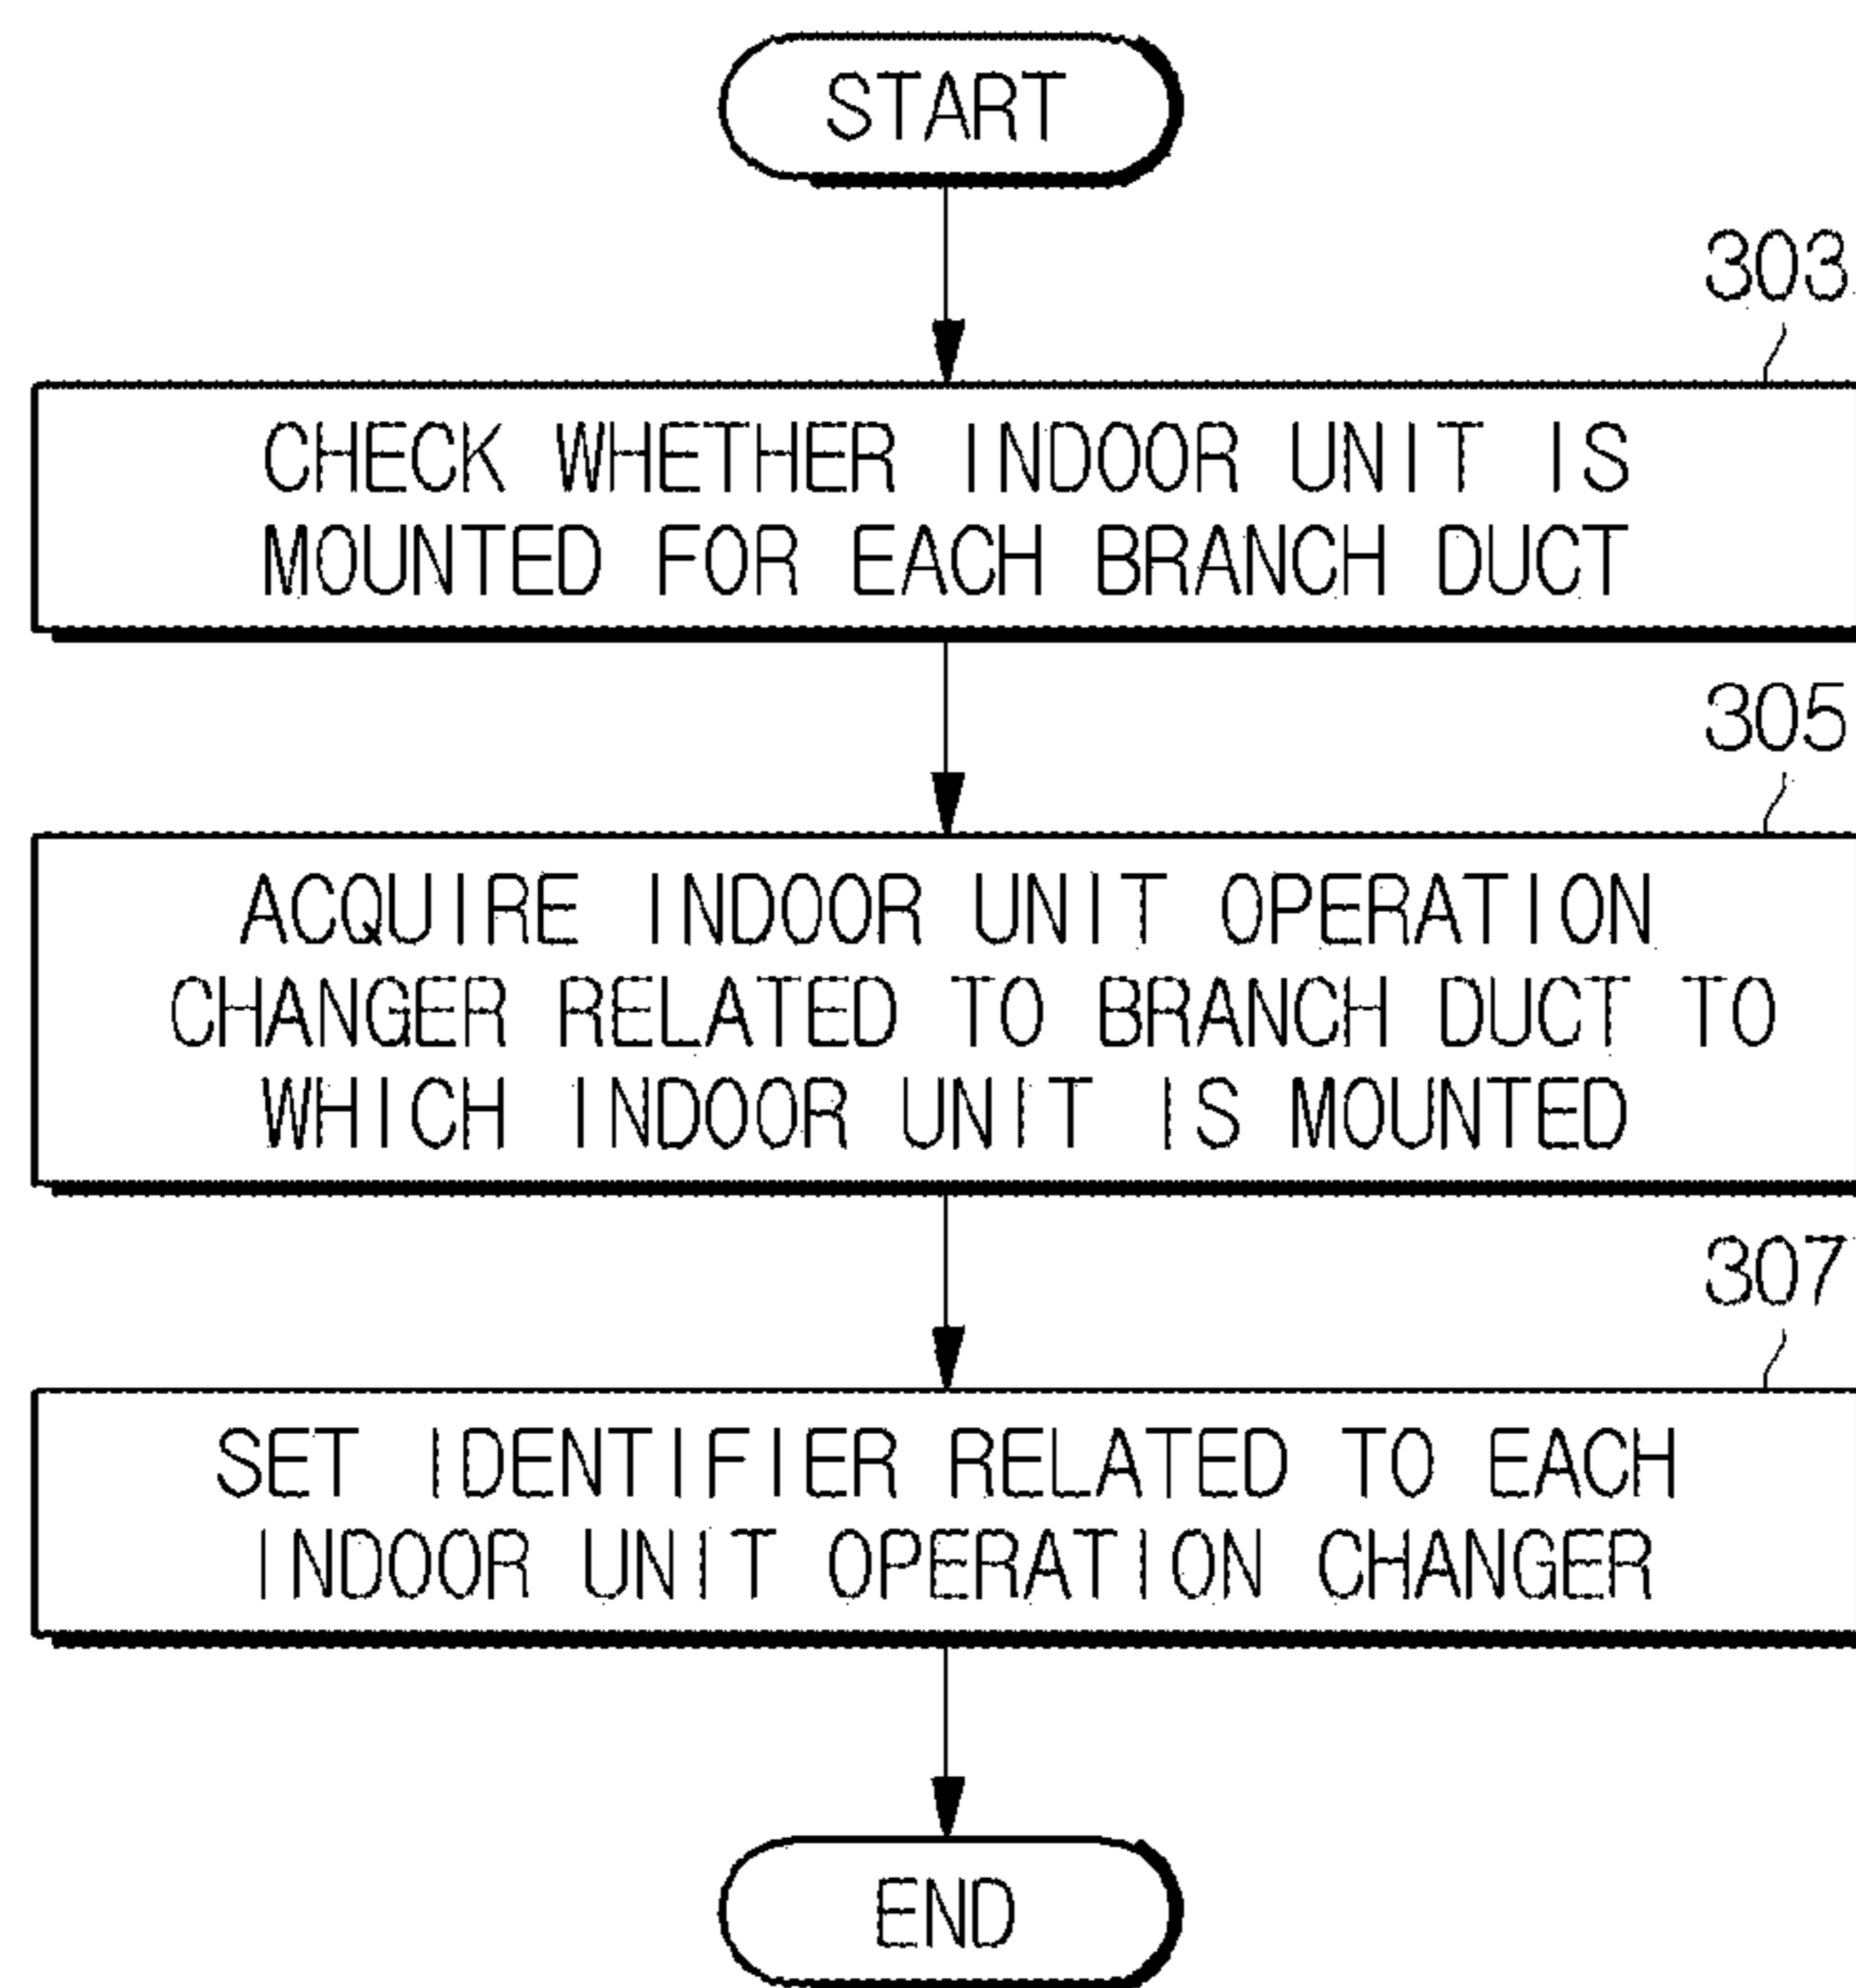 START
303
CHECK WHETHER INDOOR UNIT IS
MOUNTED FOR EACH BRANCH DUCT
305
ACQUIRE INDOOR UNIT OPERATION
CHANGER RELATED TO BRANCH DUCT TO
WHICH INDOOR UNIT IS MOUNTED
307
SET IDENTIFIER RELATED TO EACH
INDOOR UNIT OPERATION CHANGER
END